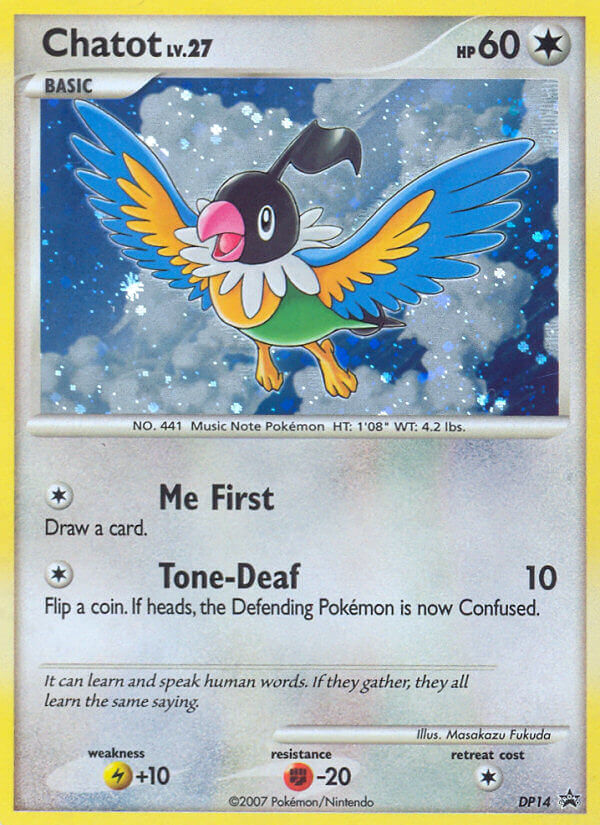 Chatot LV.27
HP 60
BASIC
NO. 441 Music Note Pokémon HT: 1'08" WT: 4.2 lbs.
Me First
Draw a card.
Tone-Deaf 10
Flip a coin. If heads, the Defending Pokémon is now Confused.
It can learn and speak human words. If they gather, they all
learn the same saying.
Illus. Masakazu Fukuda
weakness resistance retreat cost
+10 -20
©2007 Pokémon/Nintendo DP14